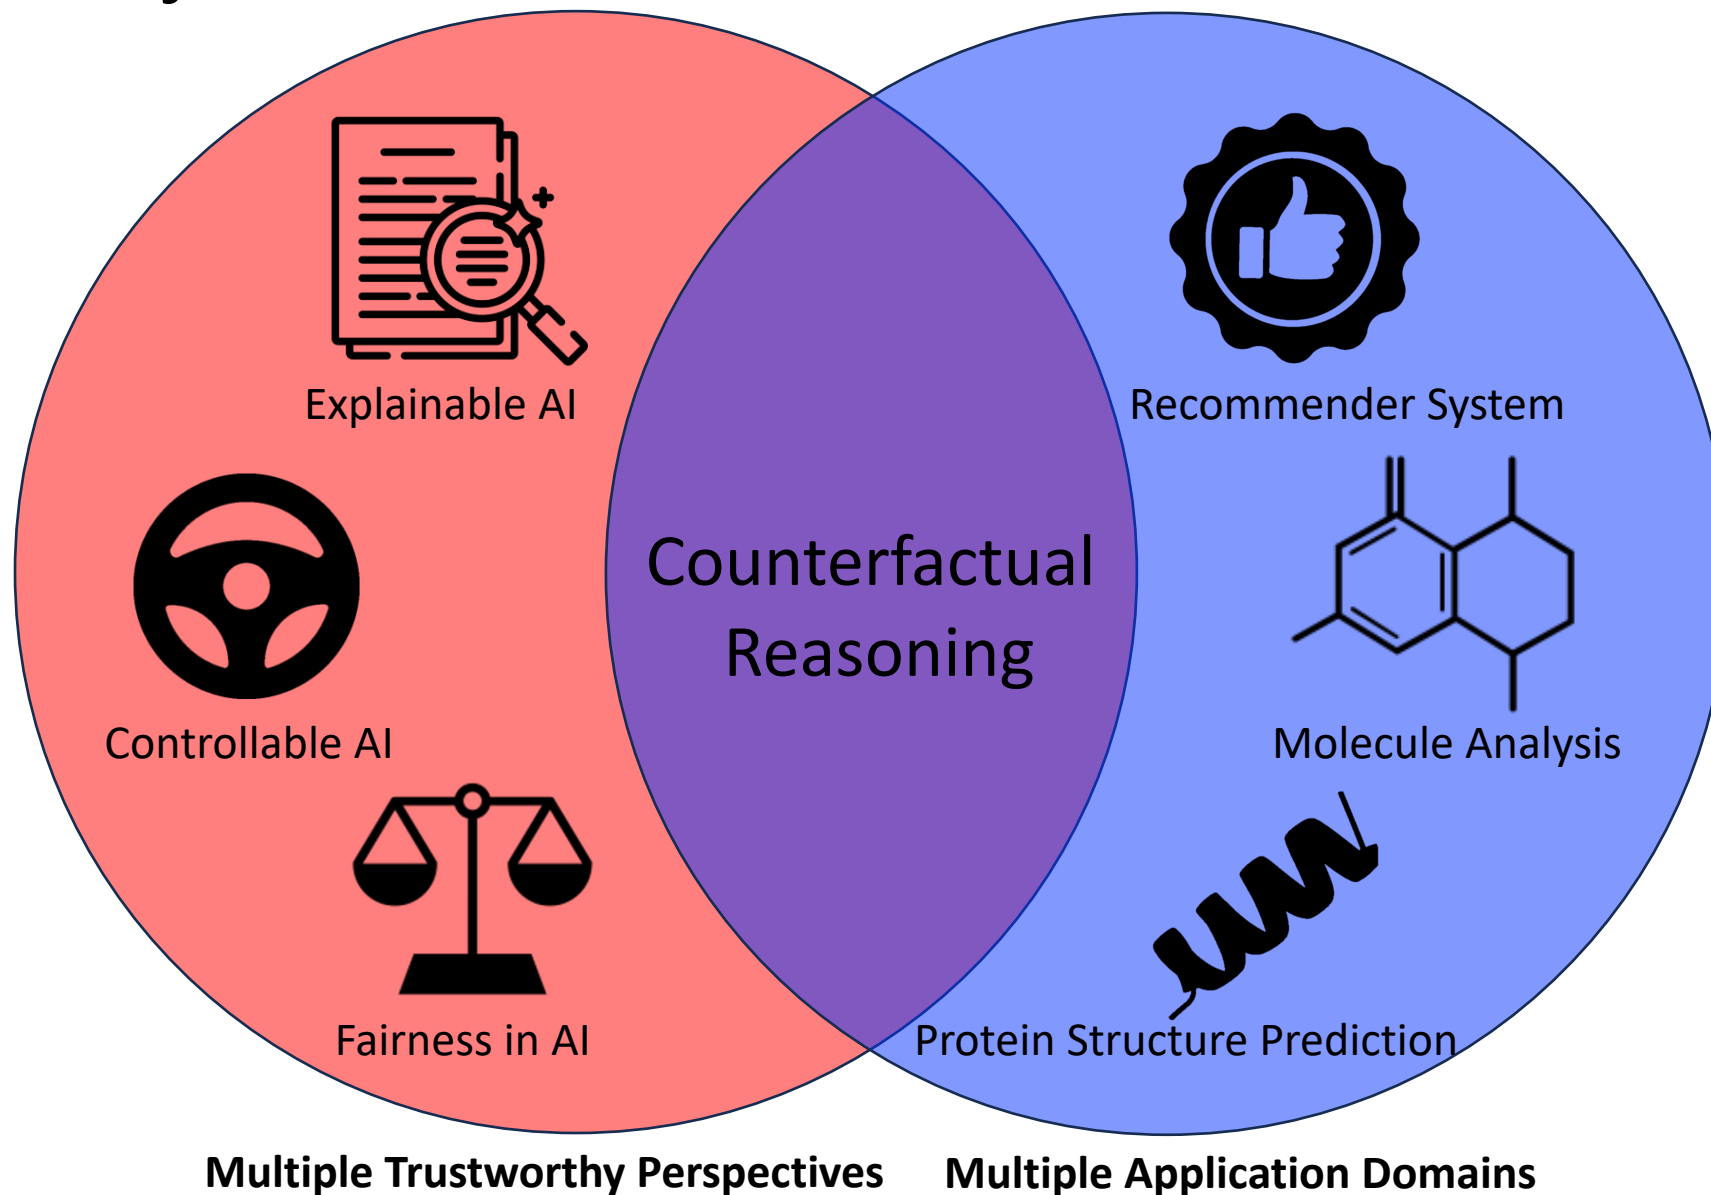 Explainable AI
Recommender System
Counterfactual
Reasoning
Controllable AI
Molecule Analysis
Fairness in AI
Protein Structure Prediction
Multiple Trustworthy Perspectives
Multiple Application Domains